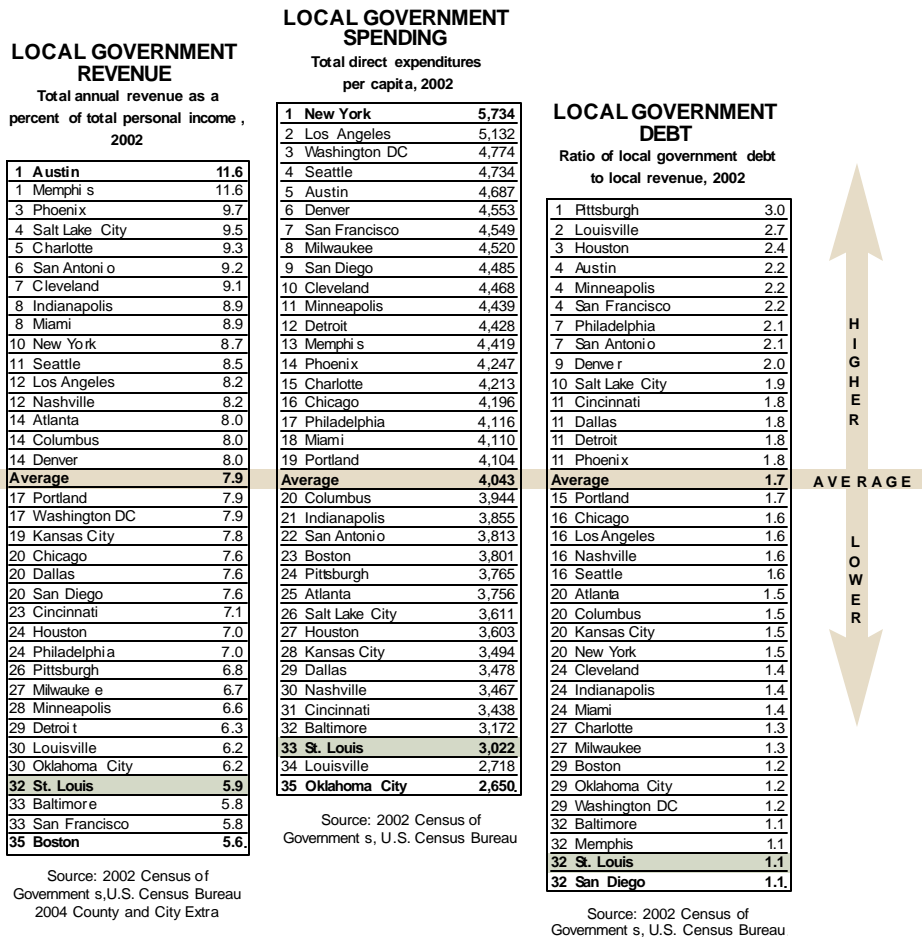 LOCAL GOVERNMENT
REVENUE
Total annual revenue as a
percent of total personal income ,
2002
1 Austin 11.6
1 Memphis 11.6
3 Phoenix 9.7
4 Salt Lake City 9.5
5 Charlotte 9.3
6 San Antonio 9.2
7 Cleveland 9.1
8 Indianapolis 8.9
8 Miami 8.9
10 New York 8.7
11 Seattle 8.5
12 Los Angeles 8.2
12 Nashville 8.2
14 Atlanta 8.0
14 Columbus 8.0
14 Denver 8.0
Average 7.9
17 Portland 7.9
17 Washington DC 7.9
19 Kansas City 7.8
20 Chicago 7.6
20 Dallas 7.6
20 San Diego 7.6
23 Cincinnati 7.1
24 Houston 7.0
24 Philadelphia 7.0
26 Pittsburgh 6.8
27 Milwaukee 6.7
28 Minneapolis 6.6
29 Detroit 6.3
30 Louisville 6.2
30 Oklahoma City 6.2
32 St. Louis 5.9
33 Baltimore 5.8
33 San Francisco 5.8
35 Boston 5.6
Source: 2002 Census of
Governments,U.S. Census Bureau
2004 County and City Extra
LOCAL GOVERNMENT
SPENDING
Total direct expenditures
per capita, 2002
1 New York 5,734
2 Los Angeles 5,132
3 Washington DC 4,774
4 Seattle 4,734
5 Austin 4,687
6 Denver 4,553
7 San Francisco 4,549
8 Milwaukee 4,520
9 San Diego 4,485
10 Cleveland 4,468
11 Minneapolis 4,439
12 Detroit 4,428
13 Memphis 4,419
14 Phoenix 4,247
15 Charlotte 4,213
16 Chicago 4,196
17 Philadelphia 4,116
18 Miami 4,110
19 Portland 4,104
Average 4,043
20 Columbus 3,944
21 Indianapolis 3,855
22 San Antonio 3,813
23 Boston 3,801
24 Pittsburgh 3,765
25 Atlanta 3,756
26 Salt Lake City 3,611
27 Houston 3,603
28 Kansas City 3,494
29 Dallas 3,478
30 Nashville 3,467
31 Cincinnati 3,438
32 Baltimore 3,172
33 St. Louis 3,022
34 Louisville 2,718
35 Oklahoma City 2,650
Source: 2002 Census of
Governments, U.S. Census Bureau
LOCAL GOVERNMENT
DEBT
Ratio of local government debt
to local revenue, 2002
1 Pittsburgh 3.0
2 Louisville 2.7
3 Houston 2.4
4 Austin 2.2
4 Minneapolis 2.2
4 San Francisco 2.2
7 Philadelphia 2.1
7 San Antonio 2.1
9 Denver 2.0
10 Salt Lake City 1.9
11 Cincinnati 1.8
11 Dallas 1.8
11 Detroit 1.8
11 Phoenix 1.8
Average 1.7
15 Portland 1.7
16 Chicago 1.6
16 Los Angeles 1.6
16 Nashville 1.6
16 Seattle 1.6
20 Atlanta 1.5
20 Columbus 1.5
20 Kansas City 1.5
20 New York 1.5
24 Cleveland 1.4
24 Indianapolis 1.4
24 Miami 1.4
27 Charlotte 1.3
27 Milwaukee 1.3
29 Boston 1.2
29 Oklahoma City 1.2
29 Washington DC 1.2
32 Baltimore 1.1
32 Memphis 1.1
32 St. Louis 1.1
32 San Diego 1.1
Source: 2002 Census of
Governments, U.S. Census Bureau
HIGHER
AVERAGE
LOWER